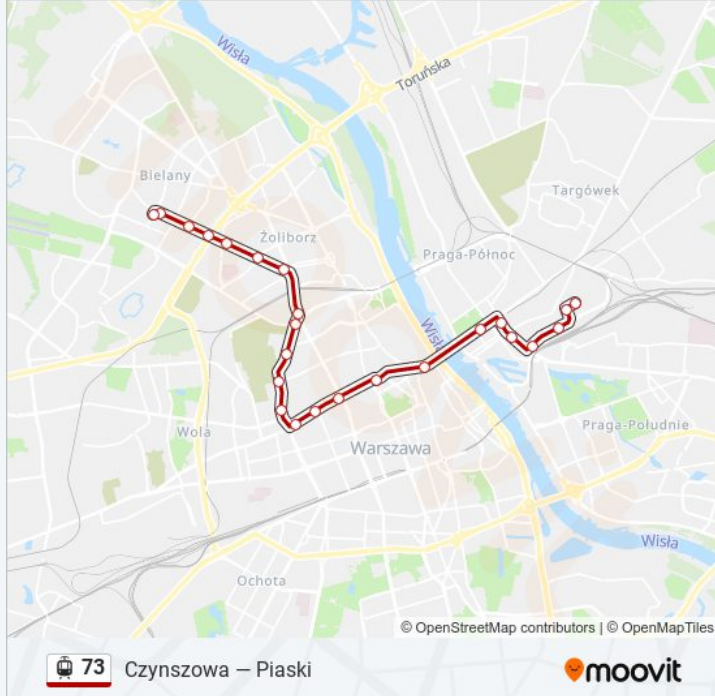 Wisła
Toruńska
Bielany
Targówek
Żoliborz
Praga-Północ
Wisła
Praga-Południe
Wola
Warszawa
Wisła
Ochota
© OpenStreetMap contributors | © OpenMapTiles
73 Czynszowa — Piaski
moovit